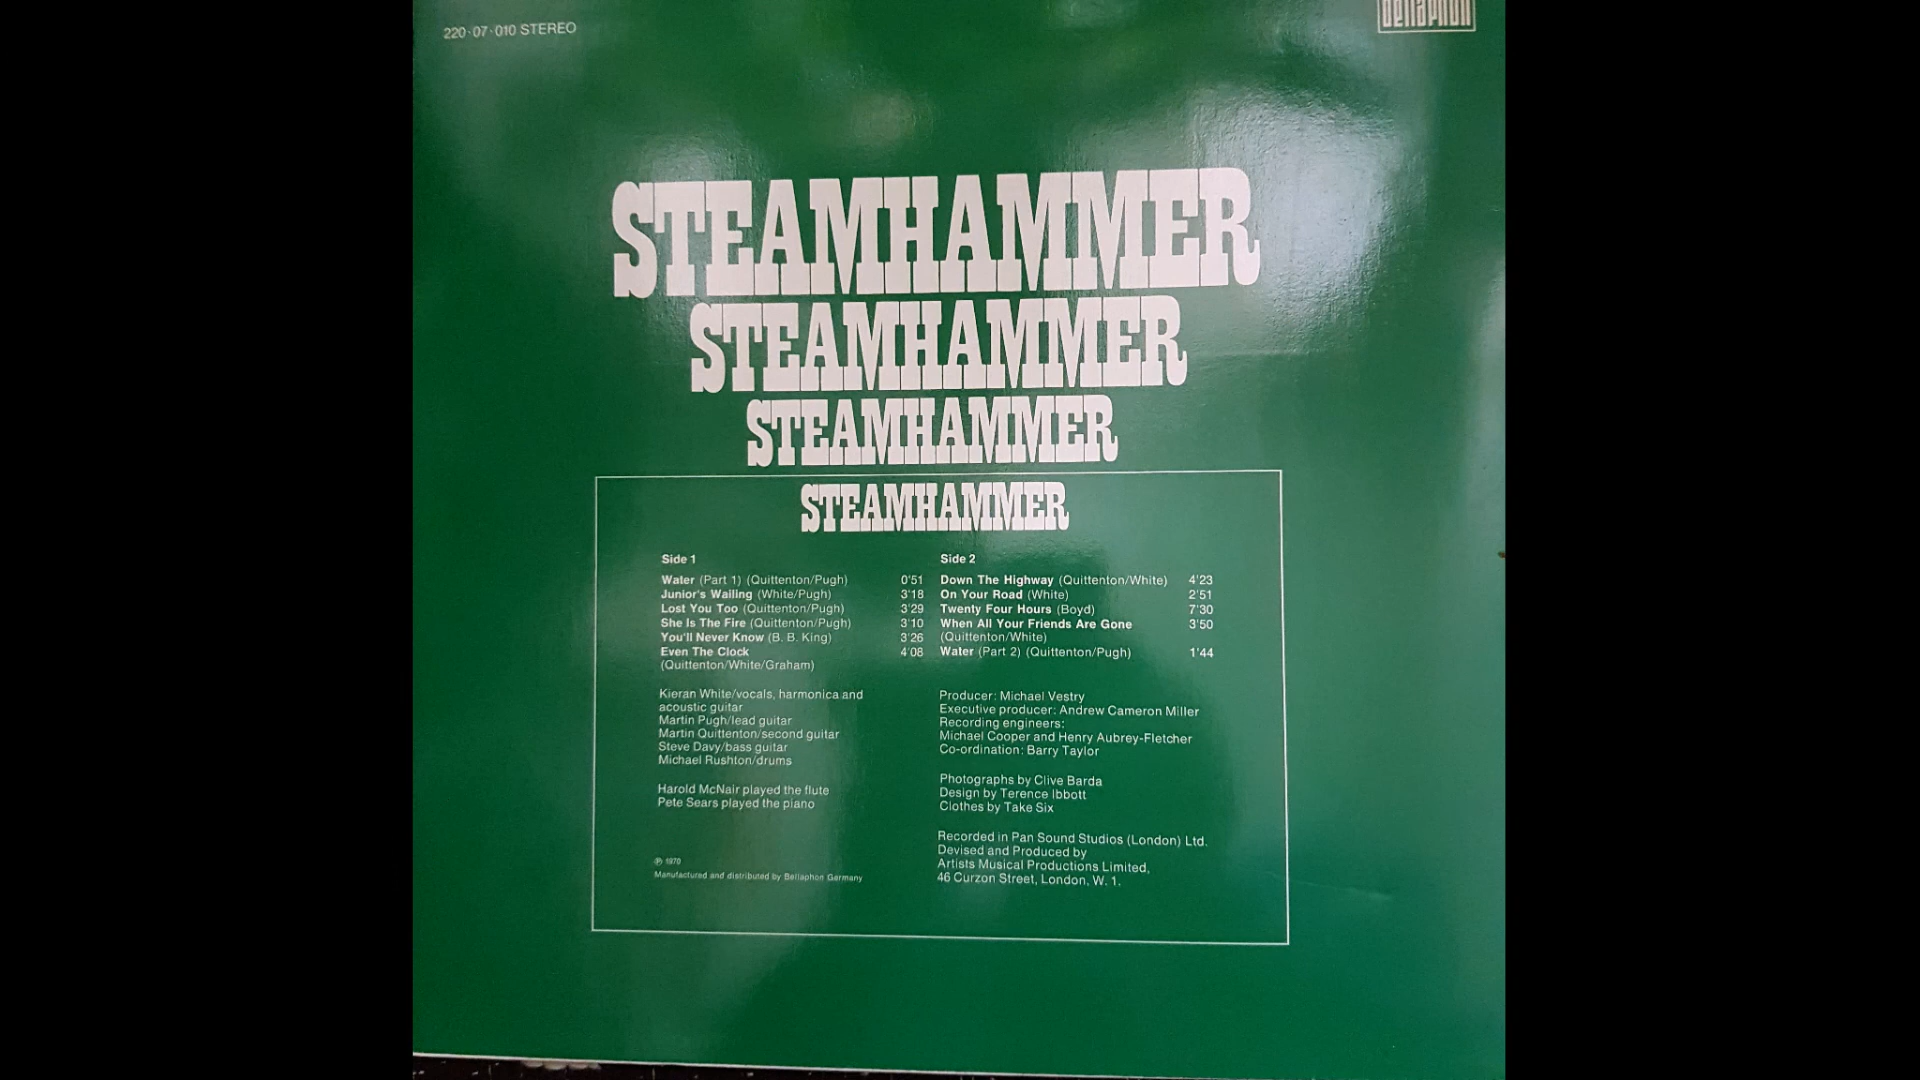 220·07·010 STEREO
bellaphon
STEAMHAMMER
STEAMHAMMER
STEAMHAMMER
STEAMHAMMER
Side 1
Water (Part 1) (Quittenton/Pugh) 0'51
Junior's Wailing (White/Pugh) 3'18
Lost You Too (Quittenton/Pugh) 3'29
She Is The Fire (Quittenton/Pugh) 3'10
You'll Never Know (B. B. King) 3'26
Even The Clock 4'08
(Quittenton/White/Graham)
Kieran White/vocals, harmonica and
acoustic guitar
Martin Pugh/lead guitar
Martin Quittenton/second guitar
Steve Davy/bass guitar
Michael Rushton/drums
Harold McNair played the flute
Pete Sears played the piano
℗ 1970
Manufactured and distributed by Bellaphon Germany
Side 2
Down The Highway (Quittenton/White) 4'23
On Your Road (White) 2'51
Twenty Four Hours (Boyd) 7'30
When All Your Friends Are Gone 3'50
(Quittenton/White)
Water (Part 2) (Quittenton/Pugh) 1'44
Producer: Michael Vestry
Executive producer: Andrew Cameron Miller
Recording engineers:
Michael Cooper and Henry Aubrey-Fletcher
Co-ordination: Barry Taylor
Photographs by Clive Barda
Design by Terence Ibbott
Clothes by Take Six
Recorded in Pan Sound Studios (London) Ltd.
Devised and Produced by
Artists Musical Productions Limited,
46 Curzon Street, London, W. 1.